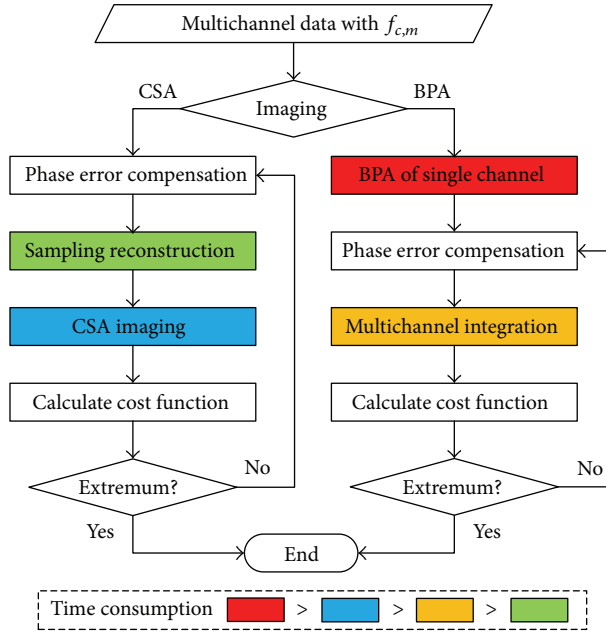 Multichannel data with f_{c,m}
CSA
Imaging
BPA
Phase error compensation
Sampling reconstruction
CSA imaging
Calculate cost function
Extremum?
No
Yes
BPA of single channel
Phase error compensation
Multichannel integration
Calculate cost function
Extremum?
No
Yes
End
Time consumption > > >